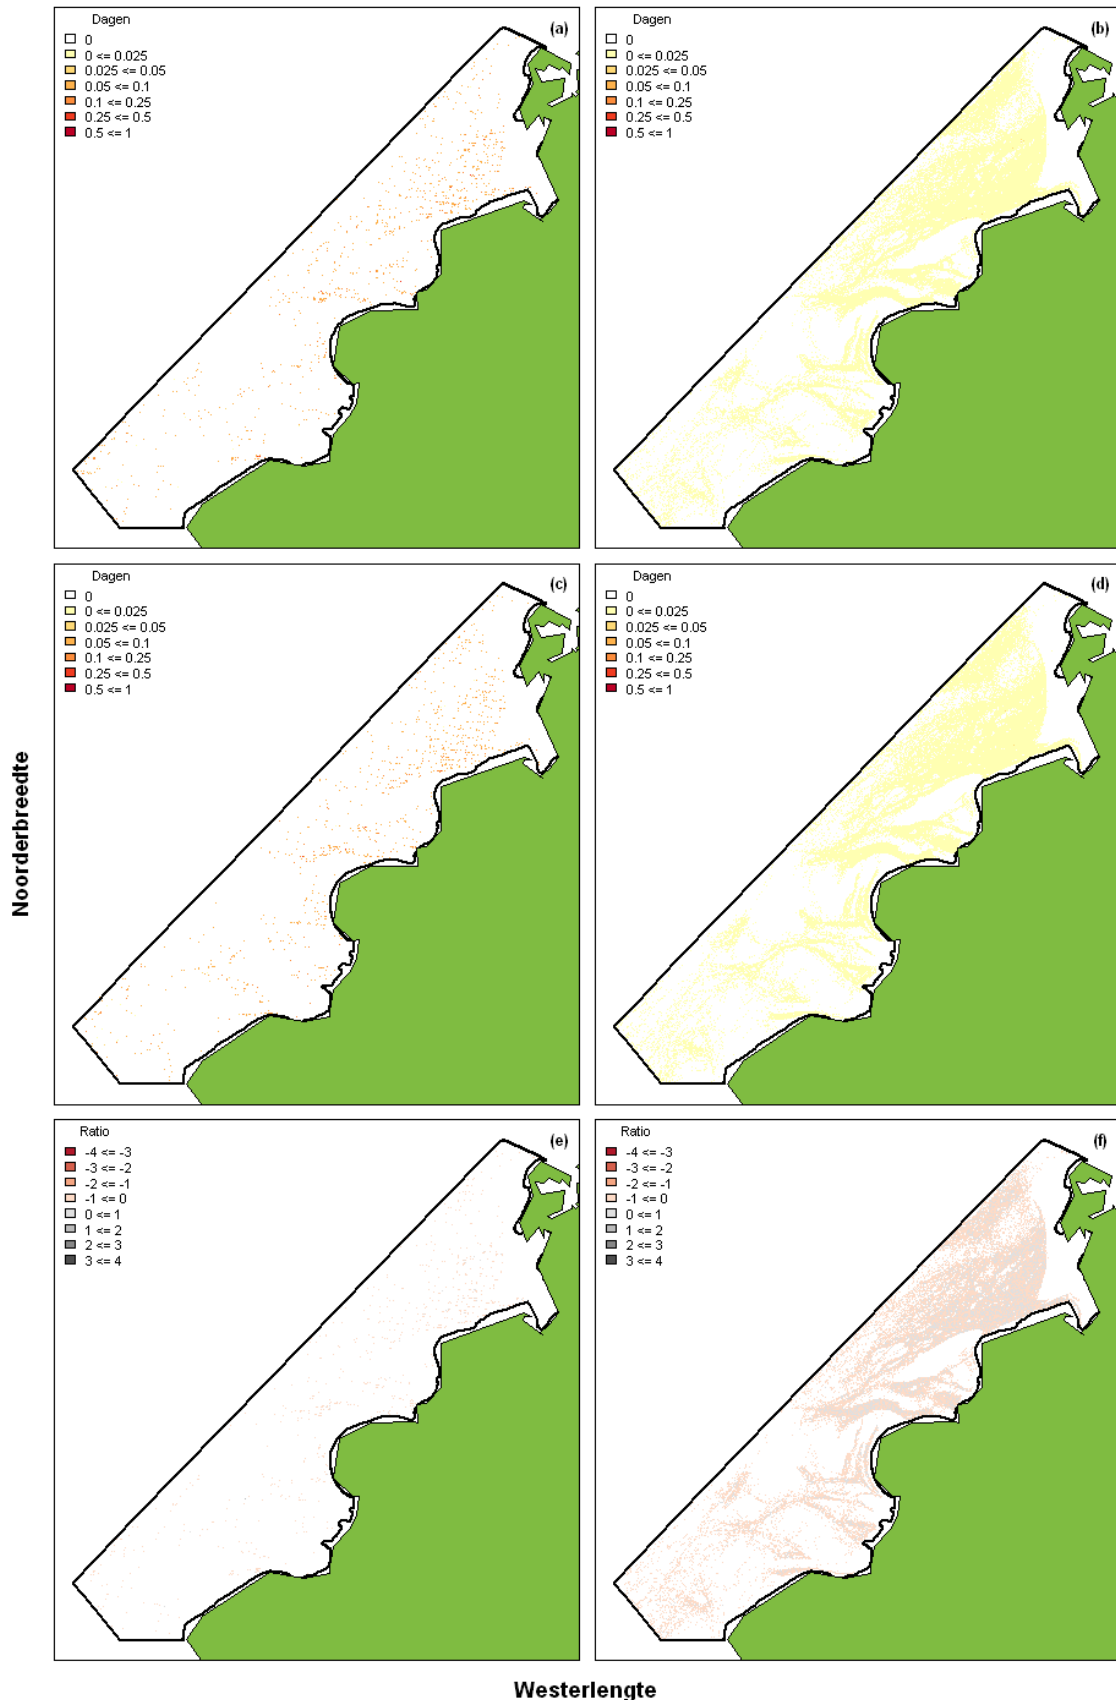 Dagen
(a)
0
0 <= 0.025
0.025 <= 0.05
0.05 <= 0.1
0.1 <= 0.25
0.25 <= 0.5
0.5 <= 1
Dagen
(b)
0
0 <= 0.025
0.025 <= 0.05
0.05 <= 0.1
0.1 <= 0.25
0.25 <= 0.5
0.5 <= 1
Dagen
(c)
0
0 <= 0.025
0.025 <= 0.05
0.05 <= 0.1
0.1 <= 0.25
0.25 <= 0.5
0.5 <= 1
Dagen
(d)
0
0 <= 0.025
0.025 <= 0.05
0.05 <= 0.1
0.1 <= 0.25
0.25 <= 0.5
0.5 <= 1
Noorderbreedte
Ratio
(e)
-4 <= -3
-3 <= -2
-2 <= -1
-1 <= 0
0 <= 1
1 <= 2
2 <= 3
3 <= 4
Ratio
(f)
-4 <= -3
-3 <= -2
-2 <= -1
-1 <= 0
0 <= 1
1 <= 2
2 <= 3
3 <= 4
Westerlengte